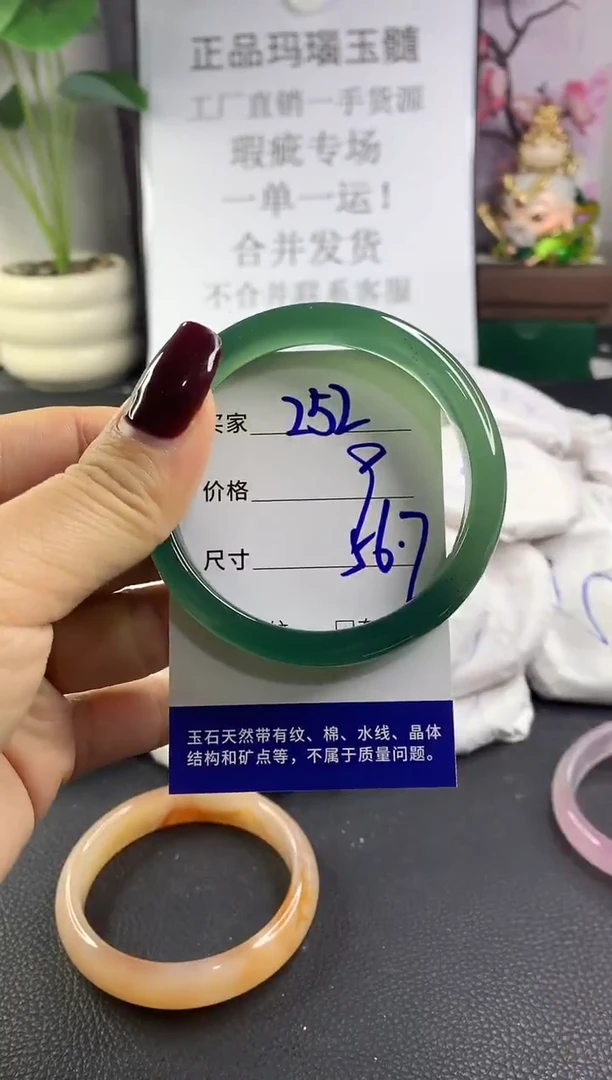 正品玛瑙玉髓
工厂直销一手货源
瑕疵专场
一单一运!
合并发货
不合并联系客服
买家 252
价格 9
尺寸 56.7
玉石天然带有纹、棉、水线、晶体
结构和矿点等，不属于质量问题。